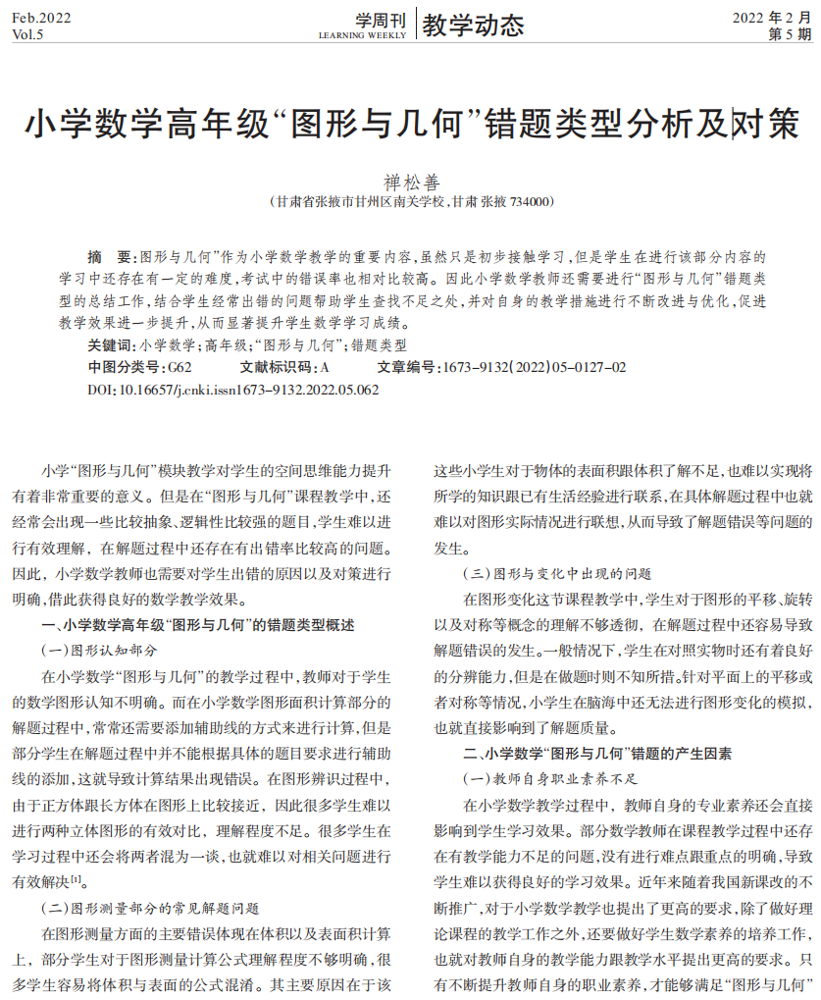 Feb.2022
Vol.5
学周刊
LEARNING WEEKLY
教学动态
2022 年 2 月
第 5 期
小学数学高年级“图形与几何”错题类型分析及对策
禅松善
（甘肃省张掖市甘州区南关学校,甘肃 张掖 734000）
摘　要:图形与几何”作为小学数学教学的重要内容,虽然只是初步接触学习,但是学生在进行该部分内容的
学习中还存在有一定的难度,考试中的错误率也相对比较高。因此小学数学教师还需要进行“图形与几何”错题类
型的总结工作,结合学生经常出错的问题帮助学生查找不足之处,并对自身的教学措施进行不断改进与优化,促进
教学效果进一步提升,从而显著提升学生数学学习成绩。
关键词:小学数学;高年级;“图形与几何”;错题类型
中图分类号:G62　　文献标识码:A　　文章编号:1673-9132(2022)05-0127-02
DOI:10.16657/j.cnki.issn1673-9132.2022.05.062
小学“图形与几何”模块教学对学生的空间思维能力提升
有着非常重要的意义。但是在“图形与几何”课程教学中,还
经常会出现一些比较抽象、逻辑性比较强的题目,学生难以进
行有效理解，在解题过程中还存在有出错率比较高的问题。
因此，小学数学教师也需要对学生出错的原因以及对策进行
明确,借此获得良好的数学教学效果。
一、小学数学高年级“图形与几何”的错题类型概述
(一)图形认知部分
在小学数学“图形与几何”的教学过程中,教师对于学生
的数学图形认知不明确。而在小学数学图形面积计算部分的
解题过程中,常常还需要添加辅助线的方式来进行计算,但是
部分学生在解题过程中并不能根据具体的题目要求进行辅助
线的添加,这就导致计算结果出现错误。在图形辨识过程中,
由于正方体跟长方体在图形上比较接近，因此很多学生难以
进行两种立体图形的有效对比，理解程度不足。很多学生在
学习过程中还会将两者混为一谈,也就难以对相关问题进行
有效解决[1]。
(二)图形测量部分的常见解题问题
在图形测量方面的主要错误体现在体积以及表面积计算
上，部分学生对于图形测量计算公式理解程度不够明确,很
多学生容易将体积与表面的公式混淆。其主要原因在于该
这些小学生对于物体的表面积跟体积了解不足,也难以实现将
所学的知识跟已有生活经验进行联系,在具体解题过程中也就
难以对图形实际情况进行联想,从而导致了解题错误等问题的
发生。
(三)图形与变化中出现的问题
在图形变化这节课程教学中,学生对于图形的平移、旋转
以及对称等概念的理解不够透彻，在解题过程中还容易导致
解题错误的发生。一般情况下,学生在对照实物时还有着良好
的分辨能力,但是在做题时则不知所措。针对平面上的平移或
者对称等情况,小学生在脑海中还无法进行图形变化的模拟,
也就直接影响到了解题质量。
二、小学数学“图形与几何”错题的产生因素
(一)教师自身职业素养不足
在小学数学教学过程中，教师自身的专业素养还会直接
影响到学生学习效果。部分数学教师在课程教学过程中还存
在有教学能力不足的问题,没有进行难点跟重点的明确,导致
学生难以获得良好的学习效果。近年来随着我国新课改的不
断推广,对于小学数学教学也提出了更高的要求,除了做好理
论课程的教学工作之外,还要做好学生数学素养的培养工作,
也就对教师自身的教学能力跟教学水平提出更高的要求。只
有不断提升教师自身的职业素养,才能够满足“图形与几何”